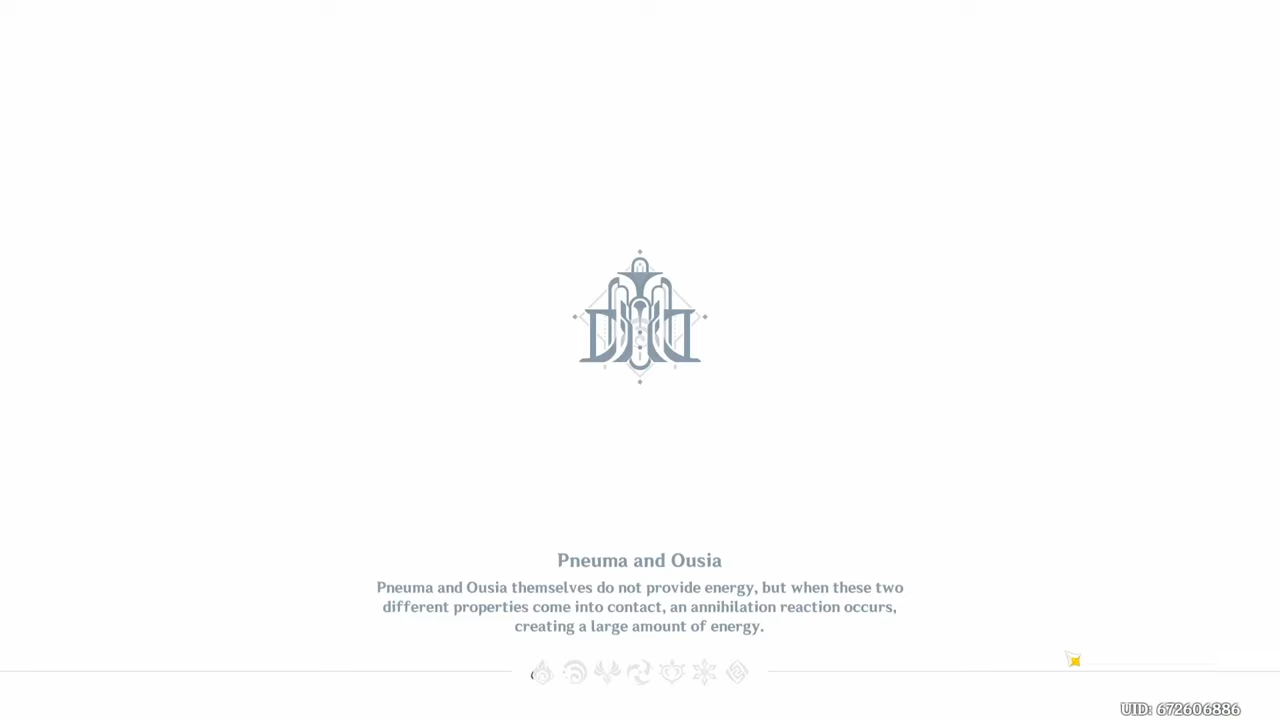 Pneuma and Ousia
Pneuma and Ousia themselves do not provide energy, but when these two
different properties come into contact, an annihilation reaction occurs,
creating a large amount of energy.
UID: 672606886